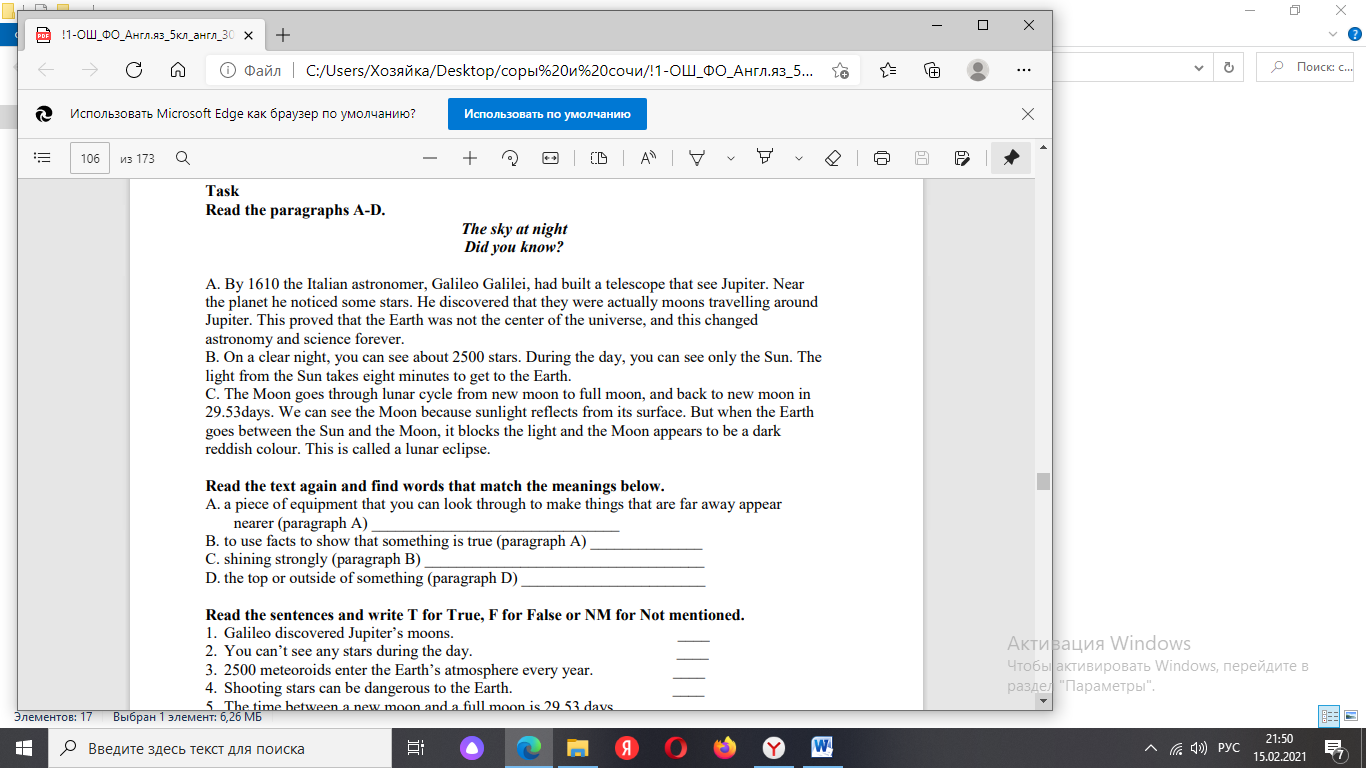 !1-ОШ_ФО_Англ.яз_5кл_англ_30
Файл
C:/Users/Хозяйка/Desktop/соры%20и%20сочи/!1-ОШ_ФО_Англ.яз_5...
Поиск: с...
Использовать Microsoft Edge как браузер по умолчанию?
Использовать по умолчанию
106 из 173
Task
Read the paragraphs A-D.
The sky at night
Did you know?
A. By 1610 the Italian astronomer, Galileo Galilei, had built a telescope that see Jupiter. Near
the planet he noticed some stars. He discovered that they were actually moons travelling around
Jupiter. This proved that the Earth was not the center of the universe, and this changed
astronomy and science forever.
B. On a clear night, you can see about 2500 stars. During the day, you can see only the Sun. The
light from the Sun takes eight minutes to get to the Earth.
C. The Moon goes through lunar cycle from new moon to full moon, and back to new moon in
29.53days. We can see the Moon because sunlight reflects from its surface. But when the Earth
goes between the Sun and the Moon, it blocks the light and the Moon appears to be a dark
reddish colour. This is called a lunar eclipse.
Read the text again and find words that match the meanings below.
A. a piece of equipment that you can look through to make things that are far away appear
nearer (paragraph A) _______________________________
B. to use facts to show that something is true (paragraph A) ______________
C. shining strongly (paragraph B) ___________________________________
D. the top or outside of something (paragraph D) _______________________
Read the sentences and write T for True, F for False or NM for Not mentioned.
1. Galileo discovered Jupiter’s moons. ____
2. You can’t see any stars during the day. ____
3. 2500 meteoroids enter the Earth’s atmosphere every year. ____
4. Shooting stars can be dangerous to the Earth. ____
5. The time between a new moon and a full moon is 29.53 days
Активация Windows
Чтобы активировать Windows, перейдите в
раздел "Параметры".
Элементов: 17 Выбран 1 элемент: 6,26 МБ
Введите здесь текст для поиска
РУС
21:50
15.02.2021
7